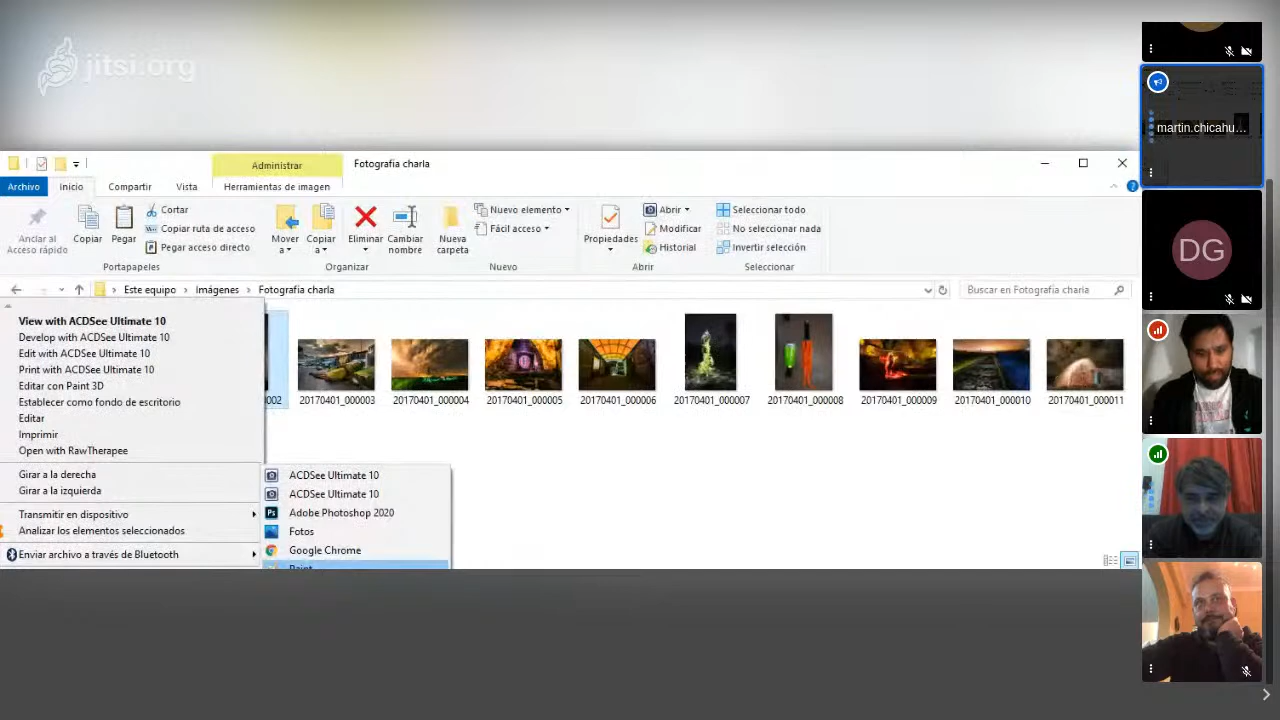 jitsi.org
martin.chicahu...
DG
Administrar
Fotografia charla
Archivo
Inicio
Compartir
Vista
Herramientas de imagen
Anclar al
Acceso rápido
Copiar
Pegar
Cortar
Copiar ruta de acceso
Pegar acceso directo
Portapapeles
Mover
a
Copiar
a
Eliminar
Cambiar
nombre
Organizar
Nueva
carpeta
Nuevo elemento
Fácil acceso
Nuevo
Propiedades
Abrir
Modificar
Historial
Abrir
Seleccionar todo
No seleccionar nada
Invertir selección
Seleccionar
Este equipo > Imágenes > Fotografia charla
Buscar en Fotografia charla
View with ACDSee Ultimate 10
Develop with ACDSee Ultimate 10
Edit with ACDSee Ultimate 10
Print with ACDSee Ultimate 10
Editar con Paint 3D
Establecer como fondo de escritorio
Editar
Imprimir
Open with RawTherapee
Girar a la derecha
Girar a la izquierda
Transmitir en dispositivo
Analizar los elementos seleccionados
Enviar archivo a través de Bluetooth
002
20170401_000003
20170401_000004
20170401_000005
20170401_000006
20170401_000007
20170401_000008
20170401_000009
20170401_000010
20170401_000011
ACDSee Ultimate 10
ACDSee Ultimate 10
Ps
Adobe Photoshop 2020
Fotos
Google Chrome
Paint